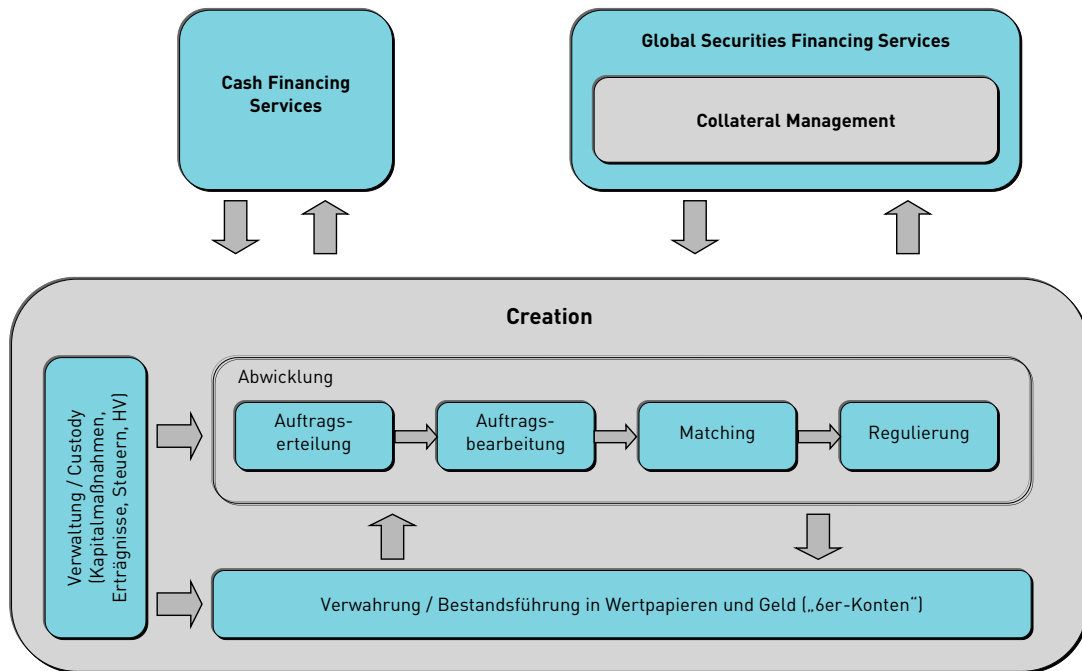 Cash Financing
Services
Global Securities Financing Services
Collateral Management
Creation
Verwaltung / Custody
(Kapitalmaßnahmen,
Erträgnisse, Steuern, HV)
Abwicklung
Auftrags-
erteilung
Auftrags-
bearbeitung
Matching
Regulierung
Verwahrung / Bestandsführung in Wertpapieren und Geld („6er-Konten“)